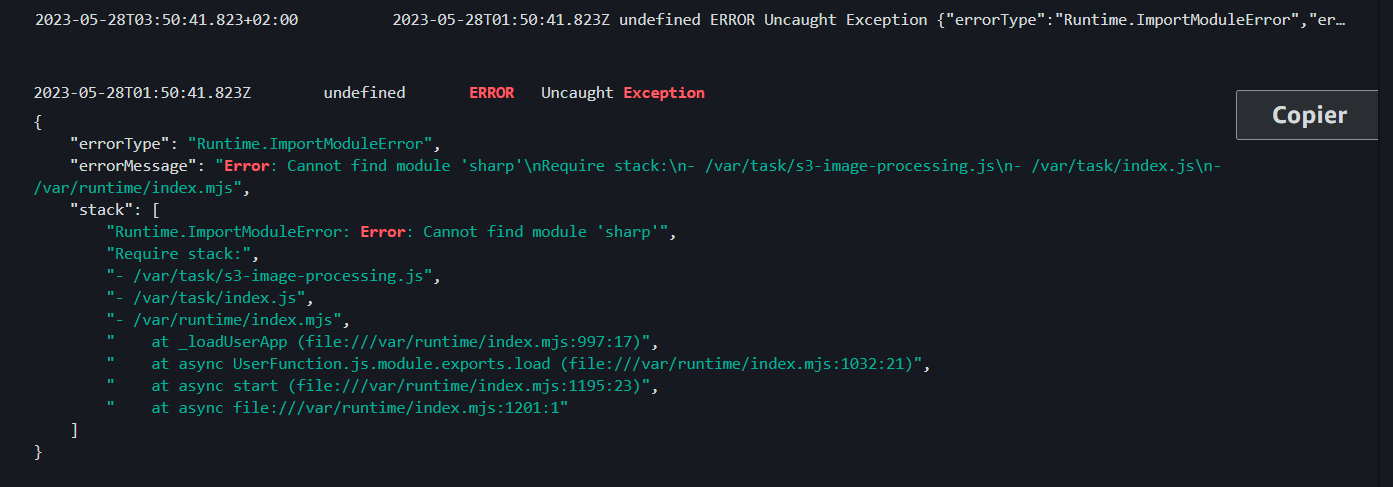 2023-05-28T03:50:41.823+02:00 2023-05-28T01:50:41.823Z undefined ERROR Uncaught Exception {"errorType":"Runtime.ImportModuleError","er…
2023-05-28T01:50:41.823Z undefined ERROR Uncaught Exception
Copier
{
    "errorType": "Runtime.ImportModuleError",
    "errorMessage": "Error: Cannot find module 'sharp'\nRequire stack:\n- /var/task/s3-image-processing.js\n- /var/task/index.js\n-
/var/runtime/index.mjs",
    "stack": [
        "Runtime.ImportModuleError: Error: Cannot find module 'sharp'",
        "Require stack:",
        "- /var/task/s3-image-processing.js",
        "- /var/task/index.js",
        "- /var/runtime/index.mjs",
        "    at _loadUserApp (file:///var/runtime/index.mjs:997:17)",
        "    at async UserFunction.js.module.exports.load (file:///var/runtime/index.mjs:1032:21)",
        "    at async start (file:///var/runtime/index.mjs:1195:23)",
        "    at async file:///var/runtime/index.mjs:1201:1"
    ]
}